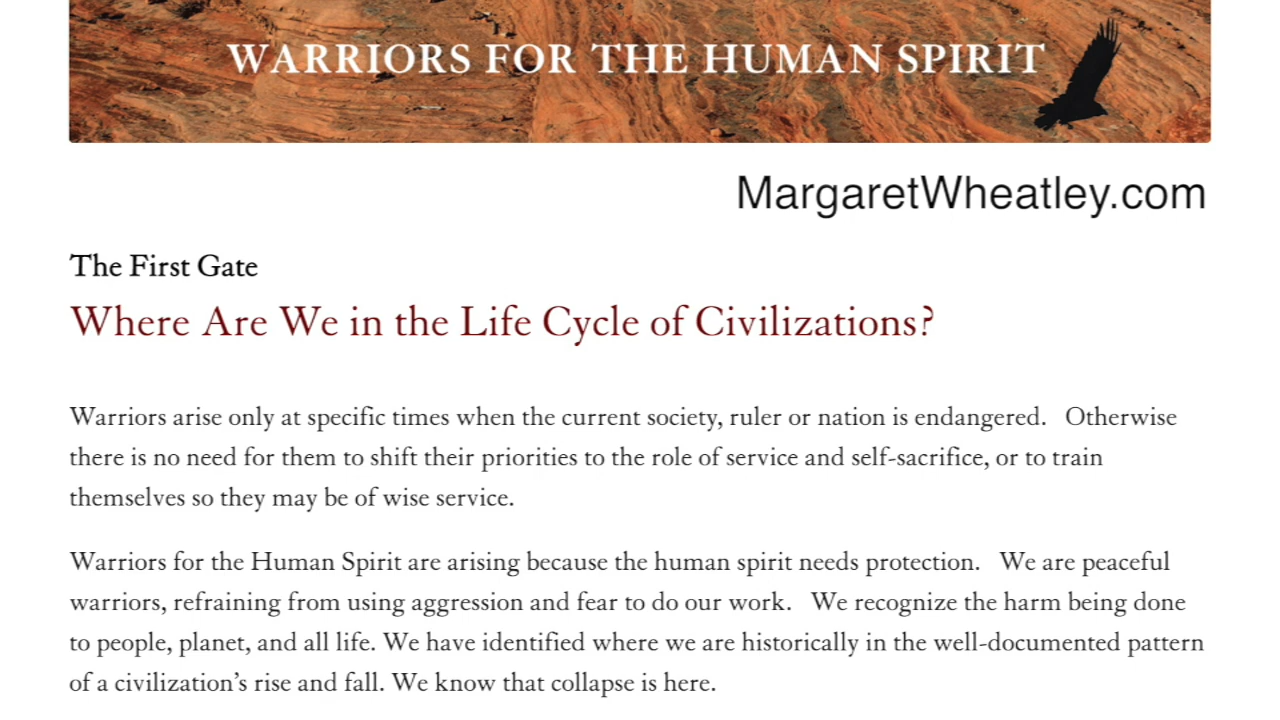 WARRIORS FOR THE HUMAN SPIRIT
MargaretWheatley.com
The First Gate
Where Are We in the Life Cycle of Civilizations?
Warriors arise only at specific times when the current society, ruler or nation is endangered.   Otherwise
there is no need for them to shift their priorities to the role of service and self-sacrifice, or to train
themselves so they may be of wise service.
Warriors for the Human Spirit are arising because the human spirit needs protection.   We are peaceful
warriors, refraining from using aggression and fear to do our work.   We recognize the harm being done
to people, planet, and all life. We have identified where we are historically in the well-documented pattern
of a civilization’s rise and fall. We know that collapse is here.